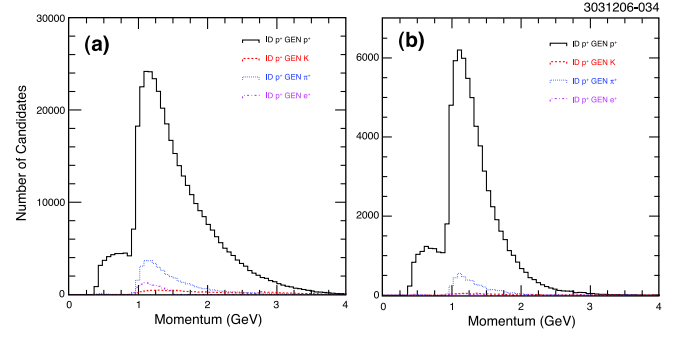 3031206-034
(a)
ID p⁺ GEN p⁺
ID p⁺ GEN K
ID p⁺ GEN π⁺
ID p⁺ GEN e⁺
30000
20000
10000
0
Number of Candidates
0 1 2 3 4
Momentum (GeV)
(b)
ID p⁺ GEN p⁺
ID p⁺ GEN K
ID p⁺ GEN π⁺
ID p⁺ GEN e⁺
6000
4000
2000
0
0 1 2 3 4
Momentum (GeV)